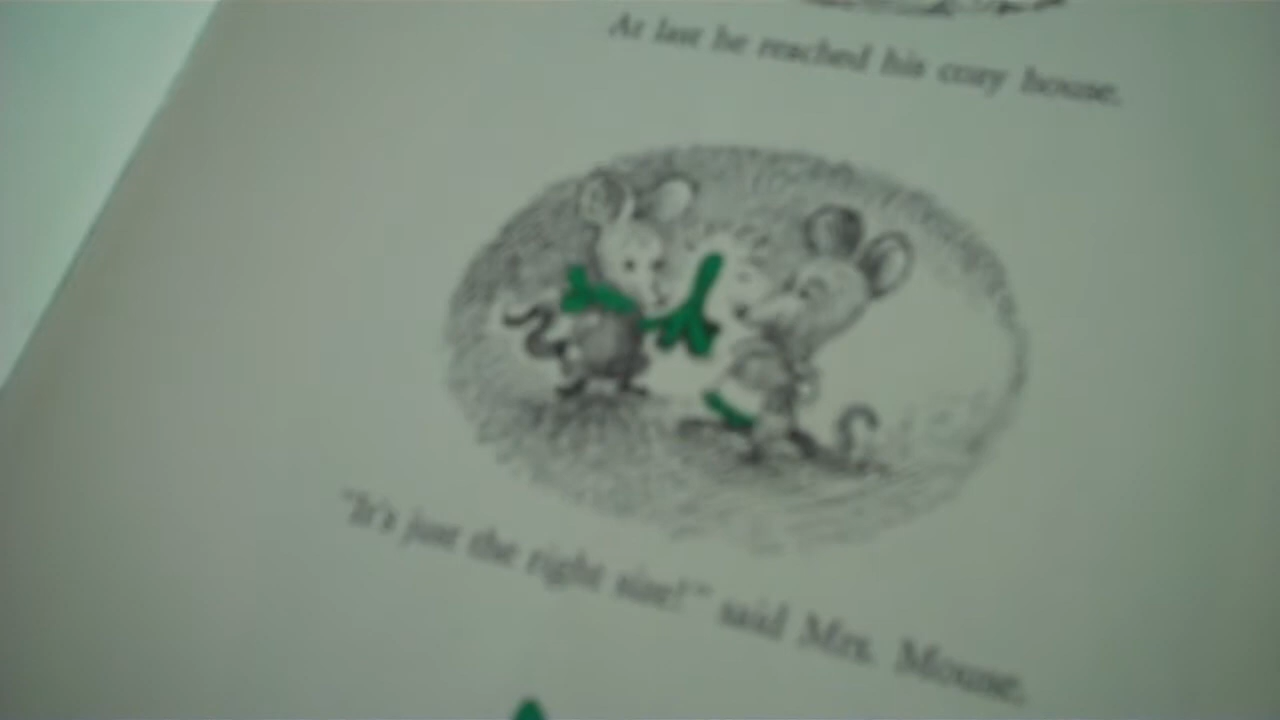 At last he reached his cozy house.
"It's just the right size!" said Mrs. Mouse.